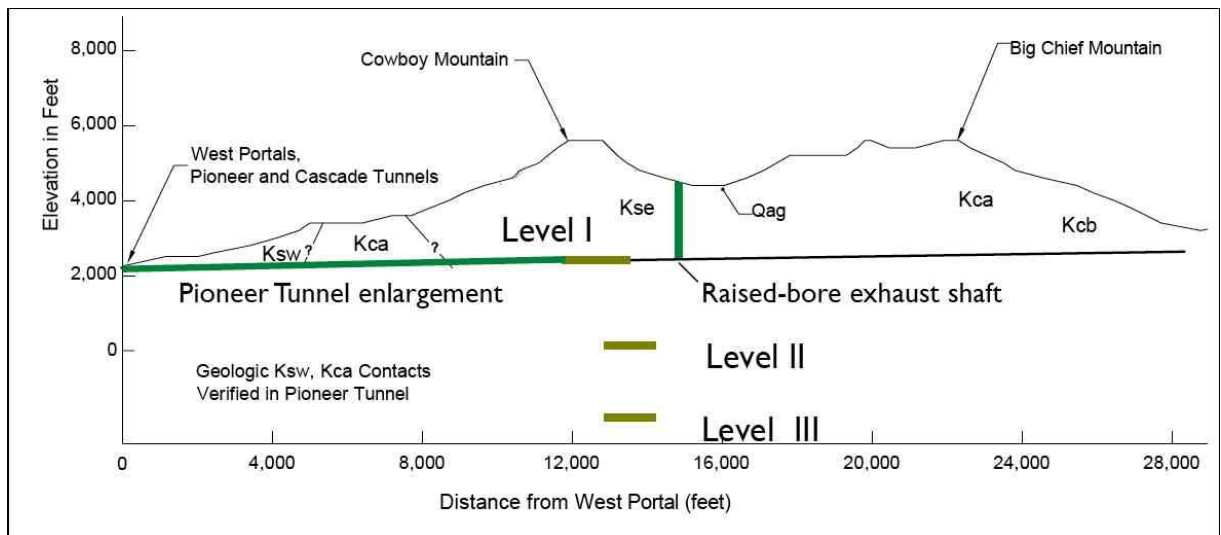 8,000
6,000
4,000
2,000
0
Elevation in Feet
Cowboy Mountain
Big Chief Mountain
West Portals,
Pioneer and Cascade Tunnels
Kse
Qag
Kca
Kcb
Level I
Ksw
?
Kca
?
Pioneer Tunnel enlargement
Raised-bore exhaust shaft
Level II
Geologic Ksw, Kca Contacts
Verified in Pioneer Tunnel
Level III
0
4,000
8,000
12,000
16,000
20,000
24,000
28,000
Distance from West Portal (feet)